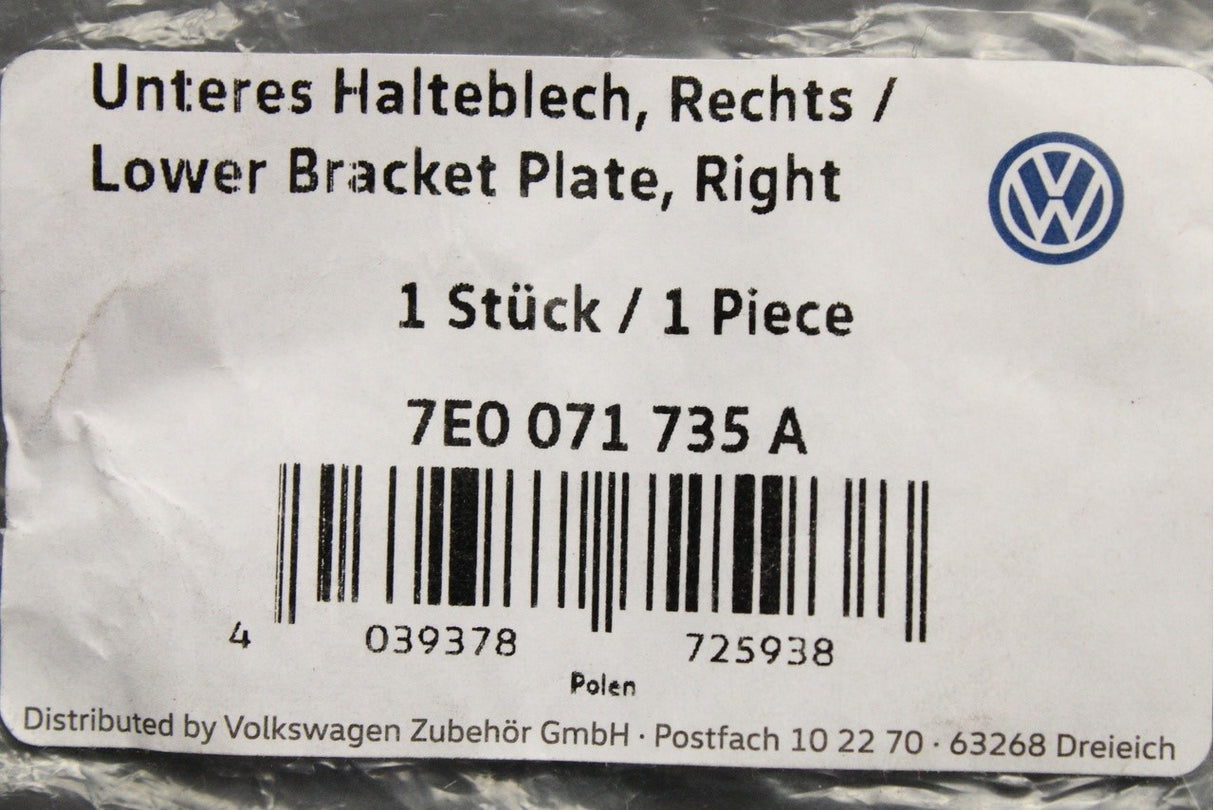 Unteres Halteblech, Rechts /
Lower Bracket Plate, Right
1 Stück / 1 Piece
7E0 071 735 A
4 039378 725938
Polen
Distributed by Volkswagen Zubehör GmbH · Postfach 10 22 70 · 63268 Dreieich